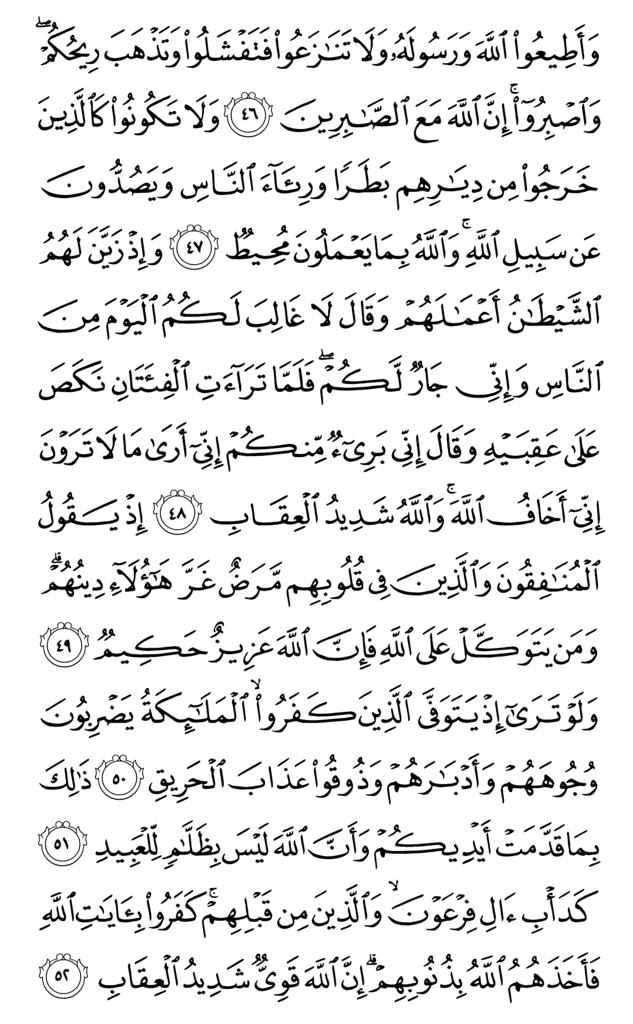 وَأَطِيعُواْ ٱللَّهَ وَرَسُولَهُۥ وَلَا تَنَٰزَعُواْ فَتَفْشَلُواْ وَتَذْهَبَ رِيحُكُمْۖ
وَٱصْبِرُوٓاْۚ إِنَّ ٱللَّهَ مَعَ ٱلصَّٰبِرِينَ ٤٦ وَلَا تَكُونُواْ كَٱلَّذِينَ
خَرَجُواْ مِن دِيَٰرِهِم بَطَرًا وَرِئَآءَ ٱلنَّاسِ وَيَصُدُّونَ
عَن سَبِيلِ ٱللَّهِۚ وَٱللَّهُ بِمَا يَعْمَلُونَ مُحِيطٌ ٤٧ وَإِذْ زَيَّنَ لَهُمُ
ٱلشَّيْطَٰنُ أَعْمَٰلَهُمْ وَقَالَ لَا غَالِبَ لَكُمُ ٱلْيَوْمَ مِنَ
ٱلنَّاسِ وَإِنِّي جَارٌ لَّكُمْۖ فَلَمَّا تَرَآءَتِ ٱلْفِئَتَانِ نَكَصَ
عَلَىٰ عَقِبَيْهِ وَقَالَ إِنِّي بَرِيٓءٌ مِّنكُمْ إِنِّيٓ أَرَىٰ مَا لَا تَرَوْنَ
إِنِّيٓ أَخَافُ ٱللَّهَۚ وَٱللَّهُ شَدِيدُ ٱلْعِقَابِ ٤٨ إِذْ يَقُولُ
ٱلْمُنَٰفِقُونَ وَٱلَّذِينَ فِي قُلُوبِهِم مَّرَضٌ غَرَّ هَٰٓؤُلَآءِ دِينُهُمْۗ
وَمَن يَتَوَكَّلْ عَلَى ٱللَّهِ فَإِنَّ ٱللَّهَ عَزِيزٌ حَكِيمٌ ٤٩
وَلَوْ تَرَىٰٓ إِذْ يَتَوَفَّى ٱلَّذِينَ كَفَرُواْۙ ٱلْمَلَٰٓئِكَةُ يَضْرِبُونَ
وُجُوهَهُمْ وَأَدْبَٰرَهُمْ وَذُوقُواْ عَذَابَ ٱلْحَرِيقِ ٥٠ ذَٰلِكَ
بِمَا قَدَّمَتْ أَيْدِيكُمْ وَأَنَّ ٱللَّهَ لَيْسَ بِظَلَّٰمٍ لِّلْعَبِيدِ ٥١
كَدَأْبِ ءَالِ فِرْعَوْنَۙ وَٱلَّذِينَ مِن قَبْلِهِمْۚ كَفَرُواْ بِـَٔايَٰتِ ٱللَّهِ
فَأَخَذَهُمُ ٱللَّهُ بِذُنُوبِهِمْۗ إِنَّ ٱللَّهَ قَوِيٌّ شَدِيدُ ٱلْعِقَابِ ٥٢